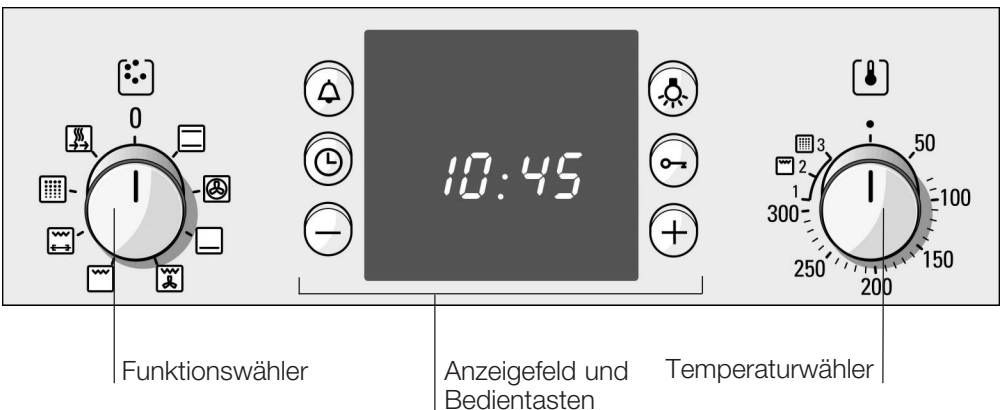 0
10:45
50
100
150
200
250
300
1
2
3
Funktionswähler
Anzeigefeld und
Bedientasten
Temperaturwähler